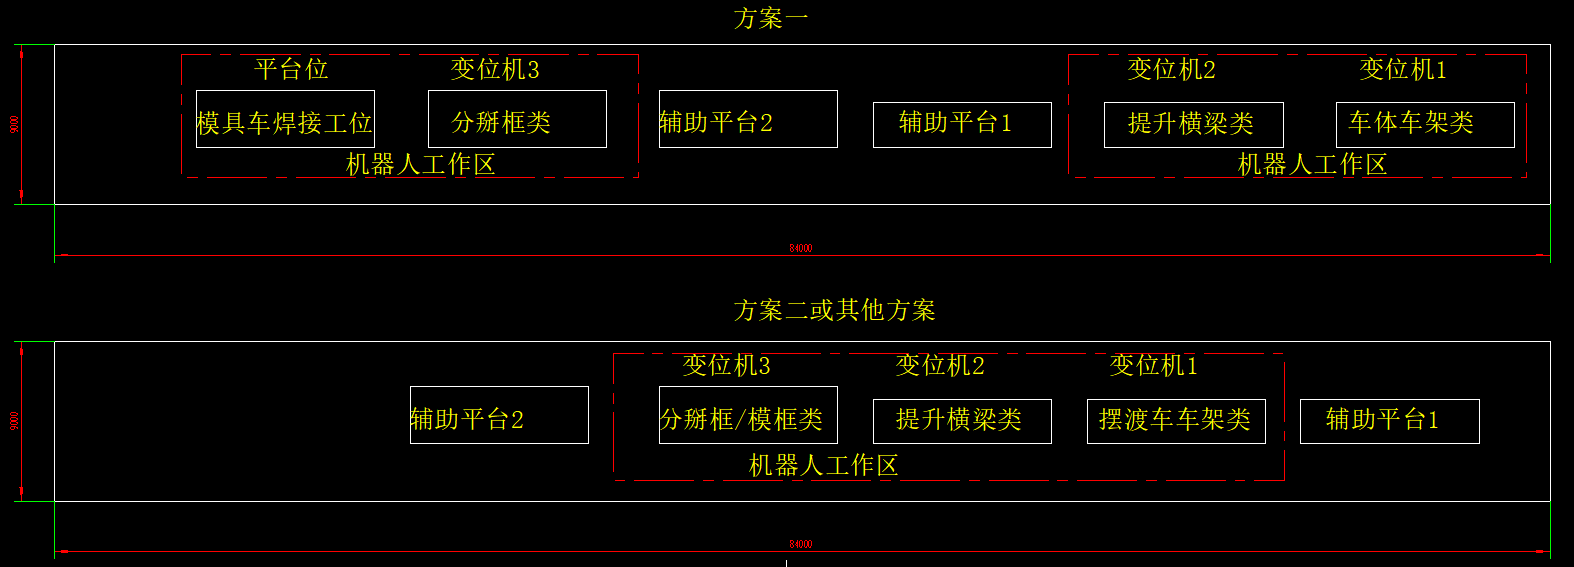 方案一
平台位 变位机3 变位机2 变位机1
模具车焊接工位 分掰框类 辅助平台2 辅助平台1 提升横梁类 车体车架类
机器人工作区 机器人工作区
9000
84000
方案二或其他方案
变位机3 变位机2 变位机1
辅助平台2 分掰框/模框类 提升横梁类 摆渡车车架类 辅助平台1
机器人工作区
9000
84000